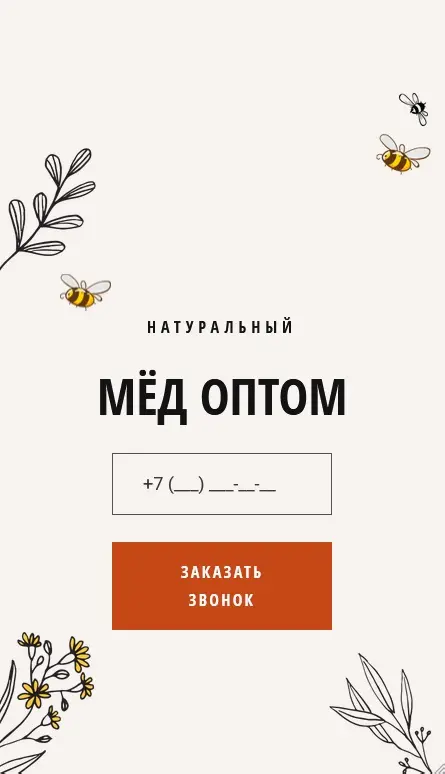 НАТУРАЛЬНЫЙ
МЁД ОПТОМ
+7 (___) ___-__-__
ЗАКАЗАТЬ
ЗВОНОК